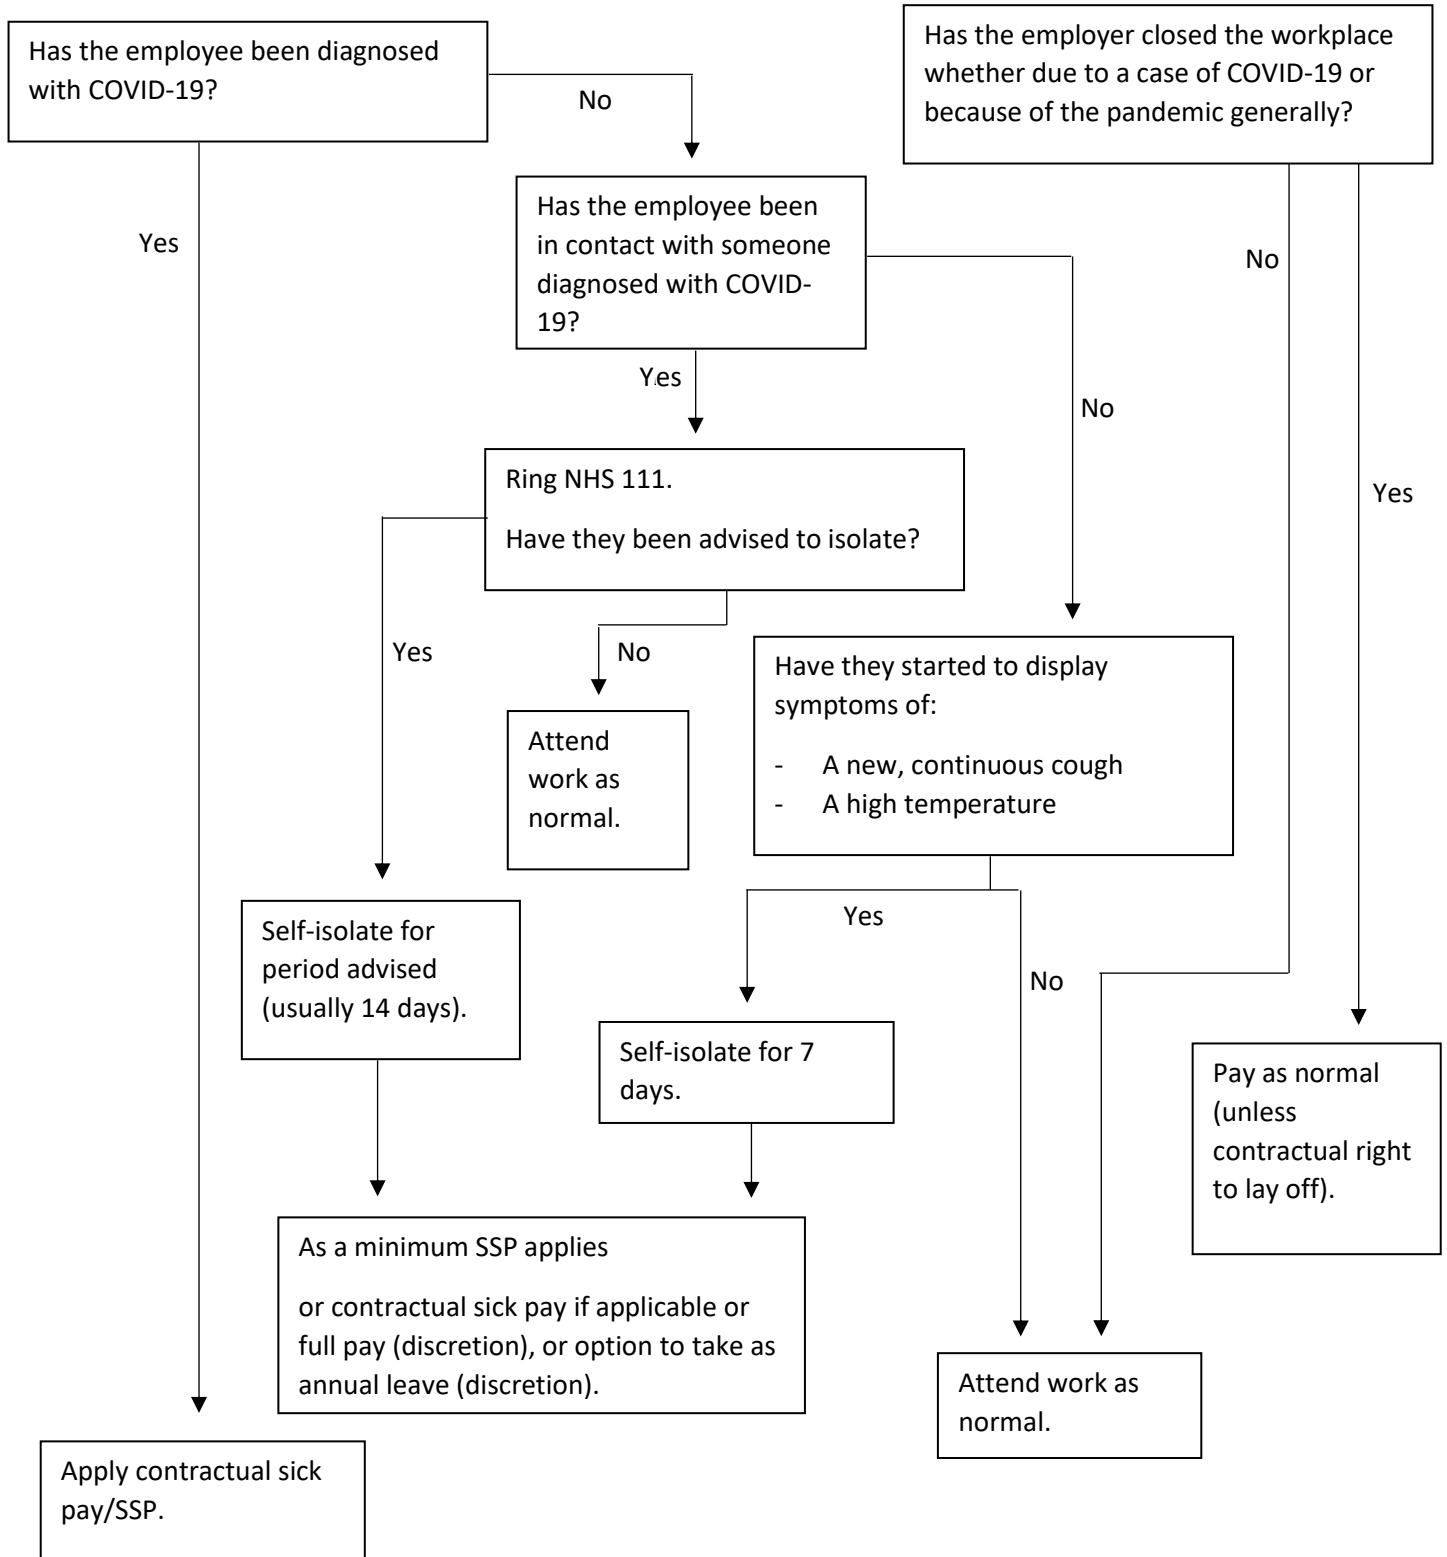 Has the employee been diagnosed
with COVID-19?
No
Yes
Has the employer closed the workplace
whether due to a case of COVID-19 or
because of the pandemic generally?
No
Yes
Has the employee been
in contact with someone
diagnosed with COVID-
19?
Yes
No
Ring NHS 111.
Have they been advised to isolate?
Yes
No
Attend
work as
normal.
Have they started to display
symptoms of:
- A new, continuous cough
- A high temperature
Yes
No
Self-isolate for
period advised
(usually 14 days).
Self-isolate for 7
days.
Pay as normal
(unless
contractual right
to lay off).
As a minimum SSP applies
or contractual sick pay if applicable or
full pay (discretion), or option to take as
annual leave (discretion).
Attend work as
normal.
Apply contractual sick
pay/SSP.